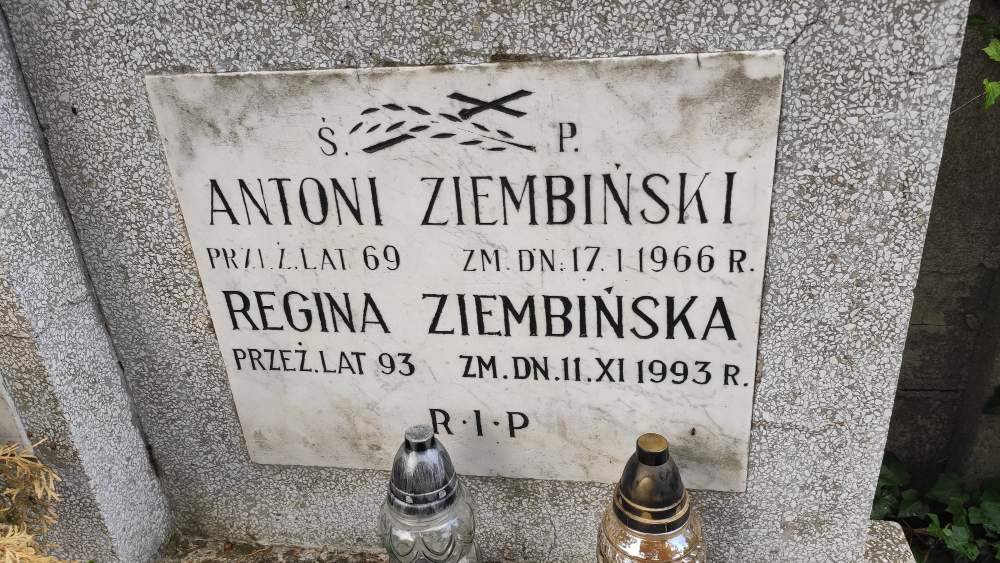 Ś. P.
ANTONI ZIEMBIŃSKI
PRZEŻ. LAT 69 ZM. DN. 17. I 1966 R.
REGINA ZIEMBIŃSKA
PRZEŻ. LAT 93 ZM. DN. 11. XI 1993 R.
R·I·P